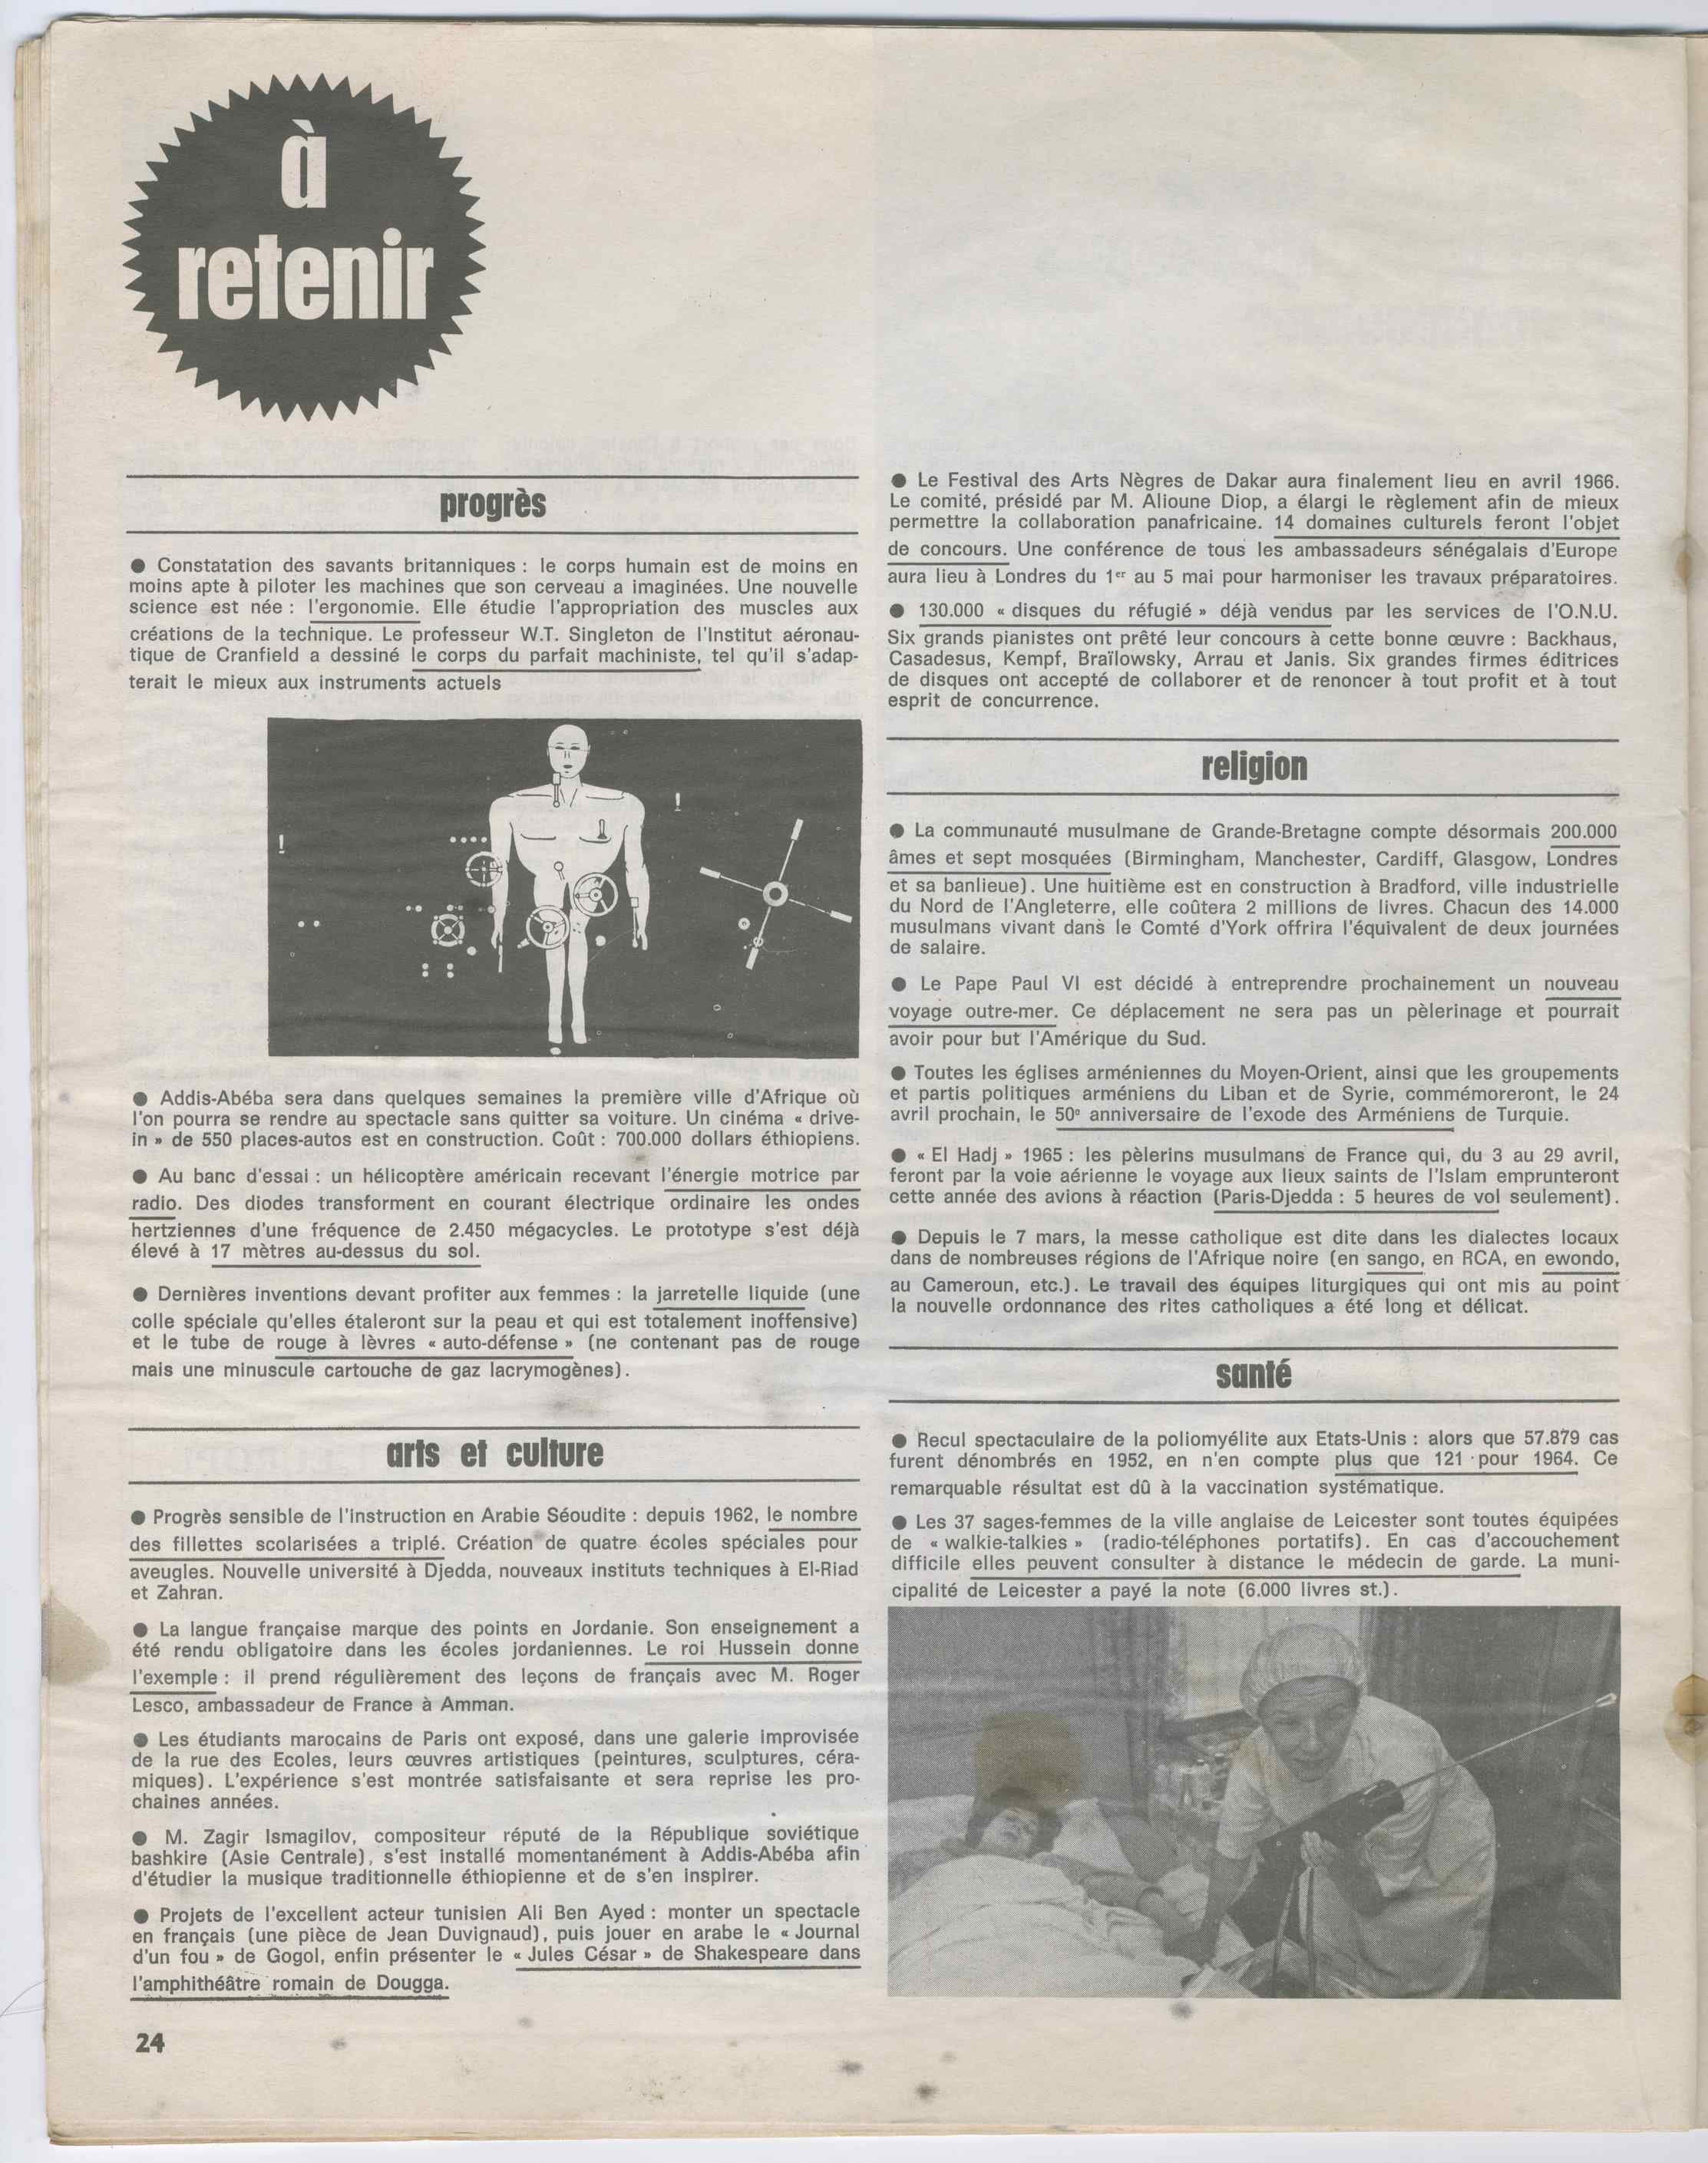 à
retenir
progrès
● Constatation des savants britanniques : le corps humain est de moins en
moins apte à piloter les machines que son cerveau a imaginées. Une nouvelle
science est née : l'ergonomie. Elle étudie l'appropriation des muscles aux
créations de la technique. Le professeur W.T. Singleton de l'Institut aéronau-
tique de Cranfield a dessiné le corps du parfait machiniste, tel qu'il s'adap-
terait le mieux aux instruments actuels
● Addis-Abéba sera dans quelques semaines la première ville d'Afrique où
l'on pourra se rendre au spectacle sans quitter sa voiture. Un cinéma « drive-
in » de 550 places-autos est en construction. Coût : 700.000 dollars éthiopiens.
● Au banc d'essai : un hélicoptère américain recevant l'énergie motrice par
radio. Des diodes transforment en courant électrique ordinaire les ondes
hertziennes d'une fréquence de 2.450 mégacycles. Le prototype s'est déjà
élevé à 17 mètres au-dessus du sol.
● Dernières inventions devant profiter aux femmes : la jarretelle liquide (une
colle spéciale qu'elles étaleront sur la peau et qui est totalement inoffensive)
et le tube de rouge à lèvres « auto-défense » (ne contenant pas de rouge
mais une minuscule cartouche de gaz lacrymogènes).
arts et culture
● Progrès sensible de l'instruction en Arabie Séoudite : depuis 1962, le nombre
des fillettes scolarisées a triplé. Création de quatre écoles spéciales pour
aveugles. Nouvelle université à Djedda, nouveaux instituts techniques à El-Riad
et Zahran.
● La langue française marque des points en Jordanie. Son enseignement a
été rendu obligatoire dans les écoles jordaniennes. Le roi Hussein donne
l'exemple : il prend régulièrement des leçons de français avec M. Roger
Lesco, ambassadeur de France à Amman.
● Les étudiants marocains de Paris ont exposé, dans une galerie improvisée
de la rue des Ecoles, leurs œuvres artistiques (peintures, sculptures, céra-
miques). L'expérience s'est montrée satisfaisante et sera reprise les pro-
chaines années.
● M. Zagir Ismagilov, compositeur réputé de la République soviétique
bashkire (Asie Centrale), s'est installé momentanément à Addis-Abéba afin
d'étudier la musique traditionnelle éthiopienne et de s'en inspirer.
● Projets de l'excellent acteur tunisien Ali Ben Ayed : monter un spectacle
en français (une pièce de Jean Duvignaud), puis jouer en arabe le « Journal
d'un fou » de Gogol, enfin présenter le « Jules César » de Shakespeare dans
l'amphithéâtre romain de Dougga.
● Le Festival des Arts Nègres de Dakar aura finalement lieu en avril 1966.
Le comité, présidé par M. Alioune Diop, a élargi le règlement afin de mieux
permettre la collaboration panafricaine. 14 domaines culturels feront l'objet
de concours. Une conférence de tous les ambassadeurs sénégalais d'Europe
aura lieu à Londres du 1er au 5 mai pour harmoniser les travaux préparatoires.
● 130.000 « disques du réfugié » déjà vendus par les services de l'O.N.U.
Six grands pianistes ont prêté leur concours à cette bonne œuvre : Backhaus,
Casadesus, Kempf, Braïlowsky, Arrau et Janis. Six grandes firmes éditrices
de disques ont accepté de collaborer et de renoncer à tout profit et à tout
esprit de concurrence.
religion
● La communauté musulmane de Grande-Bretagne compte désormais 200.000
âmes et sept mosquées (Birmingham, Manchester, Cardiff, Glasgow, Londres
et sa banlieue). Une huitième est en construction à Bradford, ville industrielle
du Nord de l'Angleterre, elle coûtera 2 millions de livres. Chacun des 14.000
musulmans vivant dans le Comté d'York offrira l'équivalent de deux journées
de salaire.
● Le Pape Paul VI est décidé à entreprendre prochainement un nouveau
voyage outre-mer. Ce déplacement ne sera pas un pèlerinage et pourrait
avoir pour but l'Amérique du Sud.
● Toutes les églises arméniennes du Moyen-Orient, ainsi que les groupements
et partis politiques arméniens du Liban et de Syrie, commémoreront, le 24
avril prochain, le 50e anniversaire de l'exode des Arméniens de Turquie.
● « El Hadj » 1965 : les pèlerins musulmans de France qui, du 3 au 29 avril,
feront par la voie aérienne le voyage aux lieux saints de l'Islam emprunteront
cette année des avions à réaction (Paris-Djedda : 5 heures de vol seulement).
● Depuis le 7 mars, la messe catholique est dite dans les dialectes locaux
dans de nombreuses régions de l'Afrique noire (en sango, en RCA, en ewondo,
au Cameroun, etc.). Le travail des équipes liturgiques qui ont mis au point
la nouvelle ordonnance des rites catholiques a été long et délicat.
santé
● Recul spectaculaire de la poliomyélite aux Etats-Unis : alors que 57.879 cas
furent dénombrés en 1952, en n'en compte plus que 121 pour 1964. Ce
remarquable résultat est dû à la vaccination systématique.
● Les 37 sages-femmes de la ville anglaise de Leicester sont toutes équipées
de « walkie-talkies » (radio-téléphones portatifs). En cas d'accouchement
difficile elles peuvent consulter à distance le médecin de garde. La muni-
cipalité de Leicester a payé la note (6.000 livres st.).
24